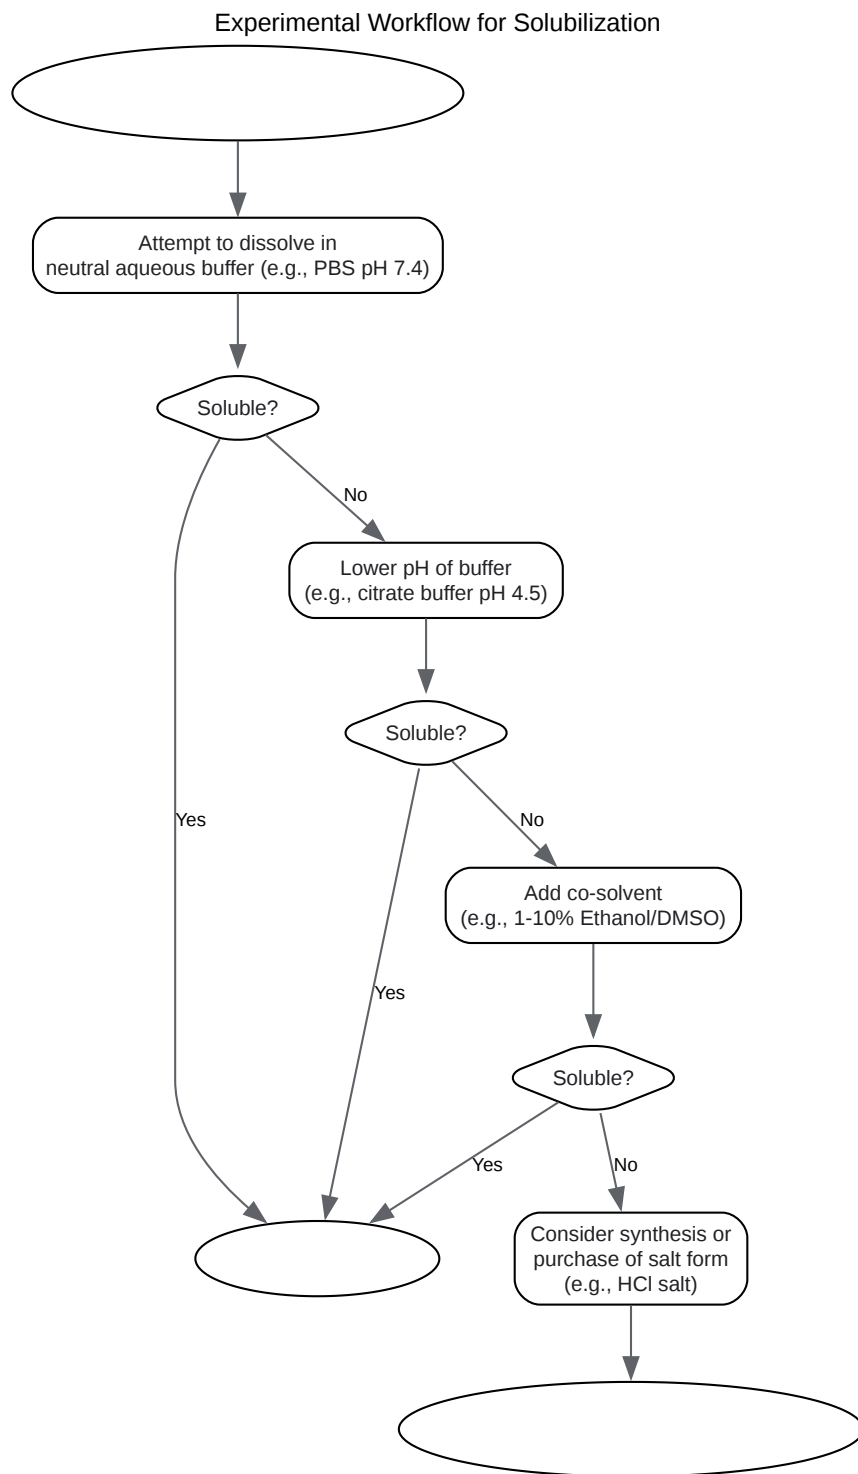 Experimental Workflow for Solubilization
Attempt to dissolve in
neutral aqueous buffer (e.g., PBS pH 7.4)
Soluble?
No
Lower pH of buffer
(e.g., citrate buffer pH 4.5)
Soluble?
Yes
No
Add co-solvent
(e.g., 1-10% Ethanol/DMSO)
Yes
Soluble?
Yes
No
Consider synthesis or
purchase of salt form
(e.g., HCl salt)